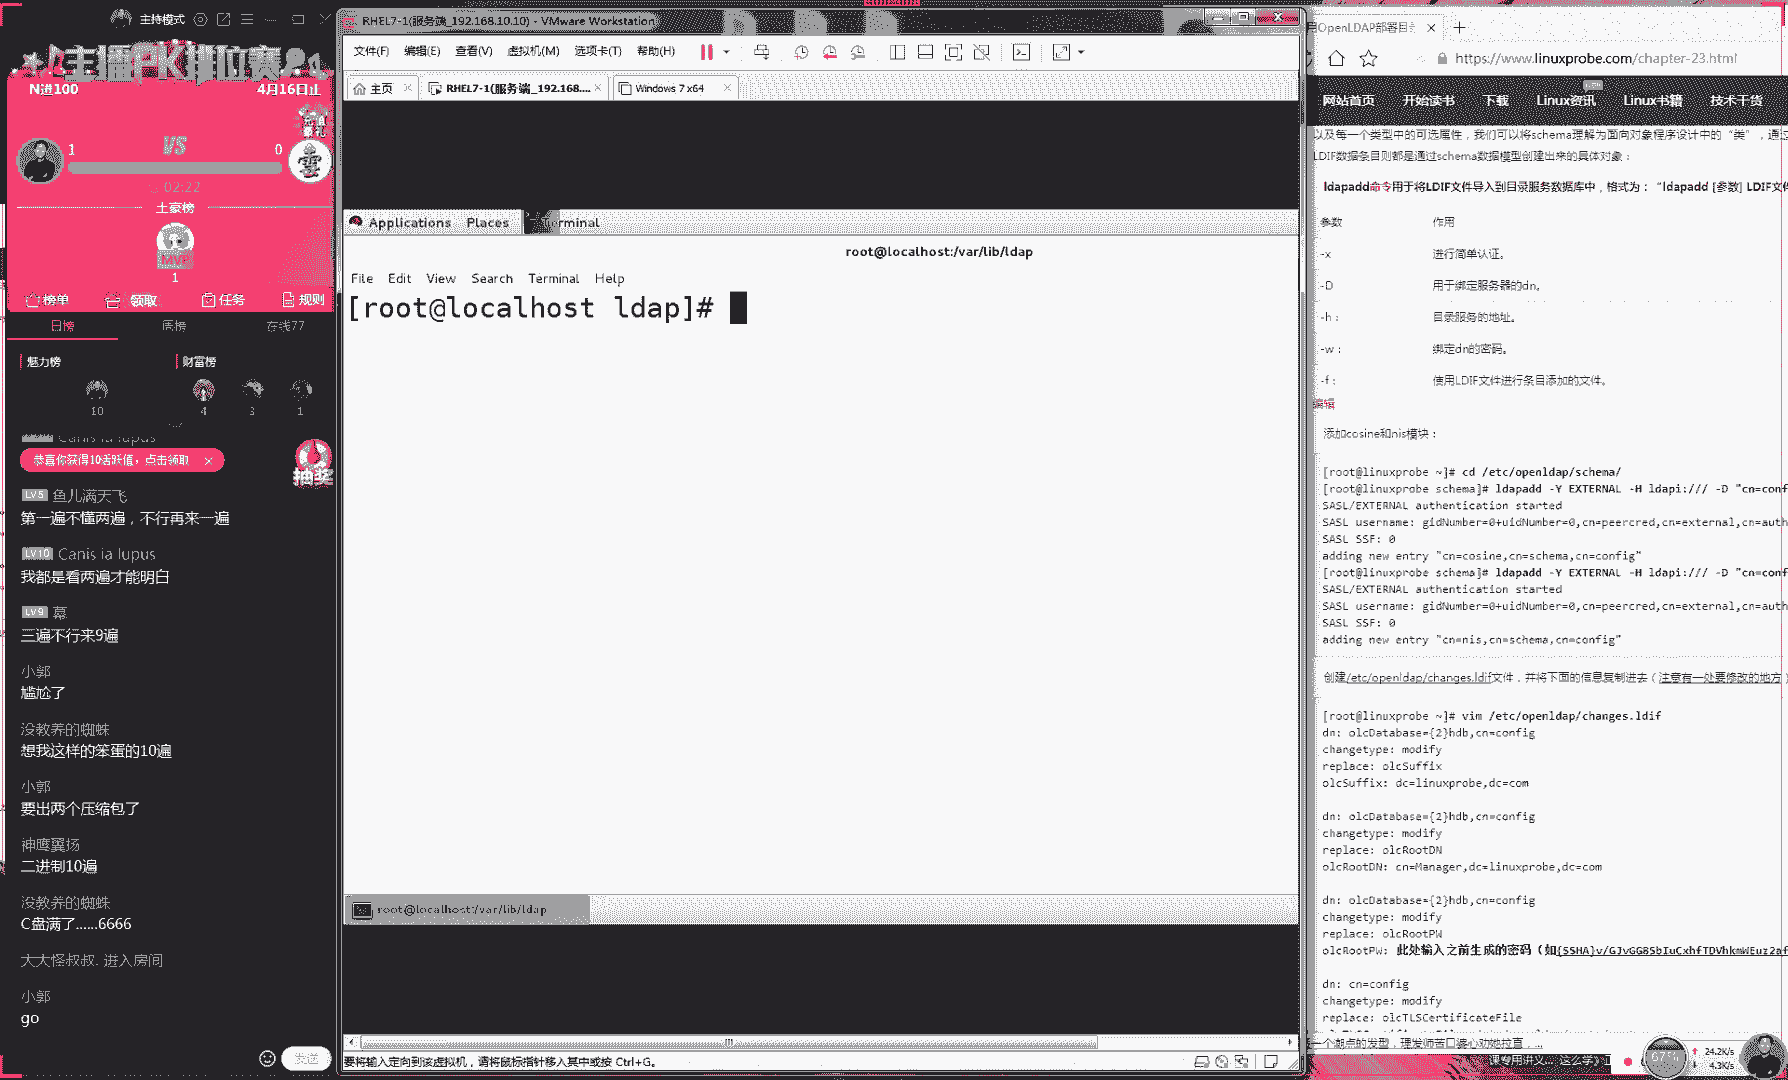 主持模式
主播PK排位赛
N进100
4月16日止
1
VS
0
02:22
土豪榜
MVP
1
榜单
领取
任务
规则
日榜
周榜
在线77
魅力榜
财富榜
10
4
3
1
Canis ia lupus
恭喜你获得10活跃值，点击领取
抽奖
LV5 鱼儿满天飞
第一遍不懂两遍，不行再来一遍
LV10 Canis ia lupus
我都是看两遍才能明白
LV9 幕
三遍不行来9遍
小郭
尴尬了
没教养的蜘蛛
想我这样的笨蛋的10遍
小郭
要出两个压缩包了
神鹰翼扬
二进制10遍
没教养的蜘蛛
C盘满了......6666
大大怪叔叔. 进入房间
小郭
go
发送
RHEL7-1(服务端_192.168.10.10) - VMware Workstation
文件(F) 编辑(E) 查看(V) 虚拟机(M) 选项卡(T) 帮助(H)
主页
RHEL7-1(服务端_192.168....
Windows 7 x64
Applications Places Terminal
root@localhost:/var/lib/ldap
File Edit View Search Terminal Help
[root@localhost ldap]#
root@localhost:/var/lib/ldap
要将输入定向到该虚拟机，请将鼠标指针移入其中或按 Ctrl+G。
用OpenLDAP部署目录
https://www.linuxprobe.com/chapter-23.html
网站首页 开始读书 下载 Linux资讯 Linux书籍 技术干货
以及每一个类型中的可选属性，我们可以将schema理解为面向对象程序设计中的“类”，通过
LDIF数据条目则都是通过schema数据模型创建出来的具体对象：
ldapadd命令用于将LDIF文件导入到目录服务数据库中，格式为：“ldapadd [参数] LDIF文件
参数 作用
-x 进行简单认证。
-D 用于绑定服务器的dn。
-h： 目录服务的地址。
-w： 绑定dn的密码。
-f： 使用LDIF文件进行条目添加的文件。
编辑
添加cosine和nis模块：
[root@linuxprobe ~]# cd /etc/openldap/schema/
[root@linuxprobe schema]# ldapadd -Y EXTERNAL -H ldapi:/// -D "cn=conf
SASL/EXTERNAL authentication started
SASL username: gidNumber=0+uidNumber=0,cn=peercred,cn=external,cn=auth
SASL SSF: 0
adding new entry "cn=cosine,cn=schema,cn=config"
[root@linuxprobe schema]# ldapadd -Y EXTERNAL -H ldapi:/// -D "cn=conf
SASL/EXTERNAL authentication started
SASL username: gidNumber=0+uidNumber=0,cn=peercred,cn=external,cn=auth
SASL SSF: 0
adding new entry "cn=nis,cn=schema,cn=config"
创建/etc/openldap/changes.ldif文件，并将下面的信息复制进去（注意有一处要修改的地方）
[root@linuxprobe ~]# vim /etc/openldap/changes.ldif
dn: olcDatabase={2}hdb,cn=config
changetype: modify
replace: olcSuffix
olcSuffix: dc=linuxprobe,dc=com
dn: olcDatabase={2}hdb,cn=config
changetype: modify
replace: olcRootDN
olcRootDN: cn=Manager,dc=linuxprobe,dc=com
dn: olcDatabase={2}hdb,cn=config
changetype: modify
replace: olcRootPW
olcRootPW: 此处输入之前生成的密码（如{SSHA}v/GJvGG8SbIuCxhfTDVhkmWEuz2af
dn: cn=config
changetype: modify
replace: olcTLSCertificateFile
一个潮点的发型，理发师苦口婆心劝她拉直，...
课专用讲义...
67%
24.2K/s
4.3K/s